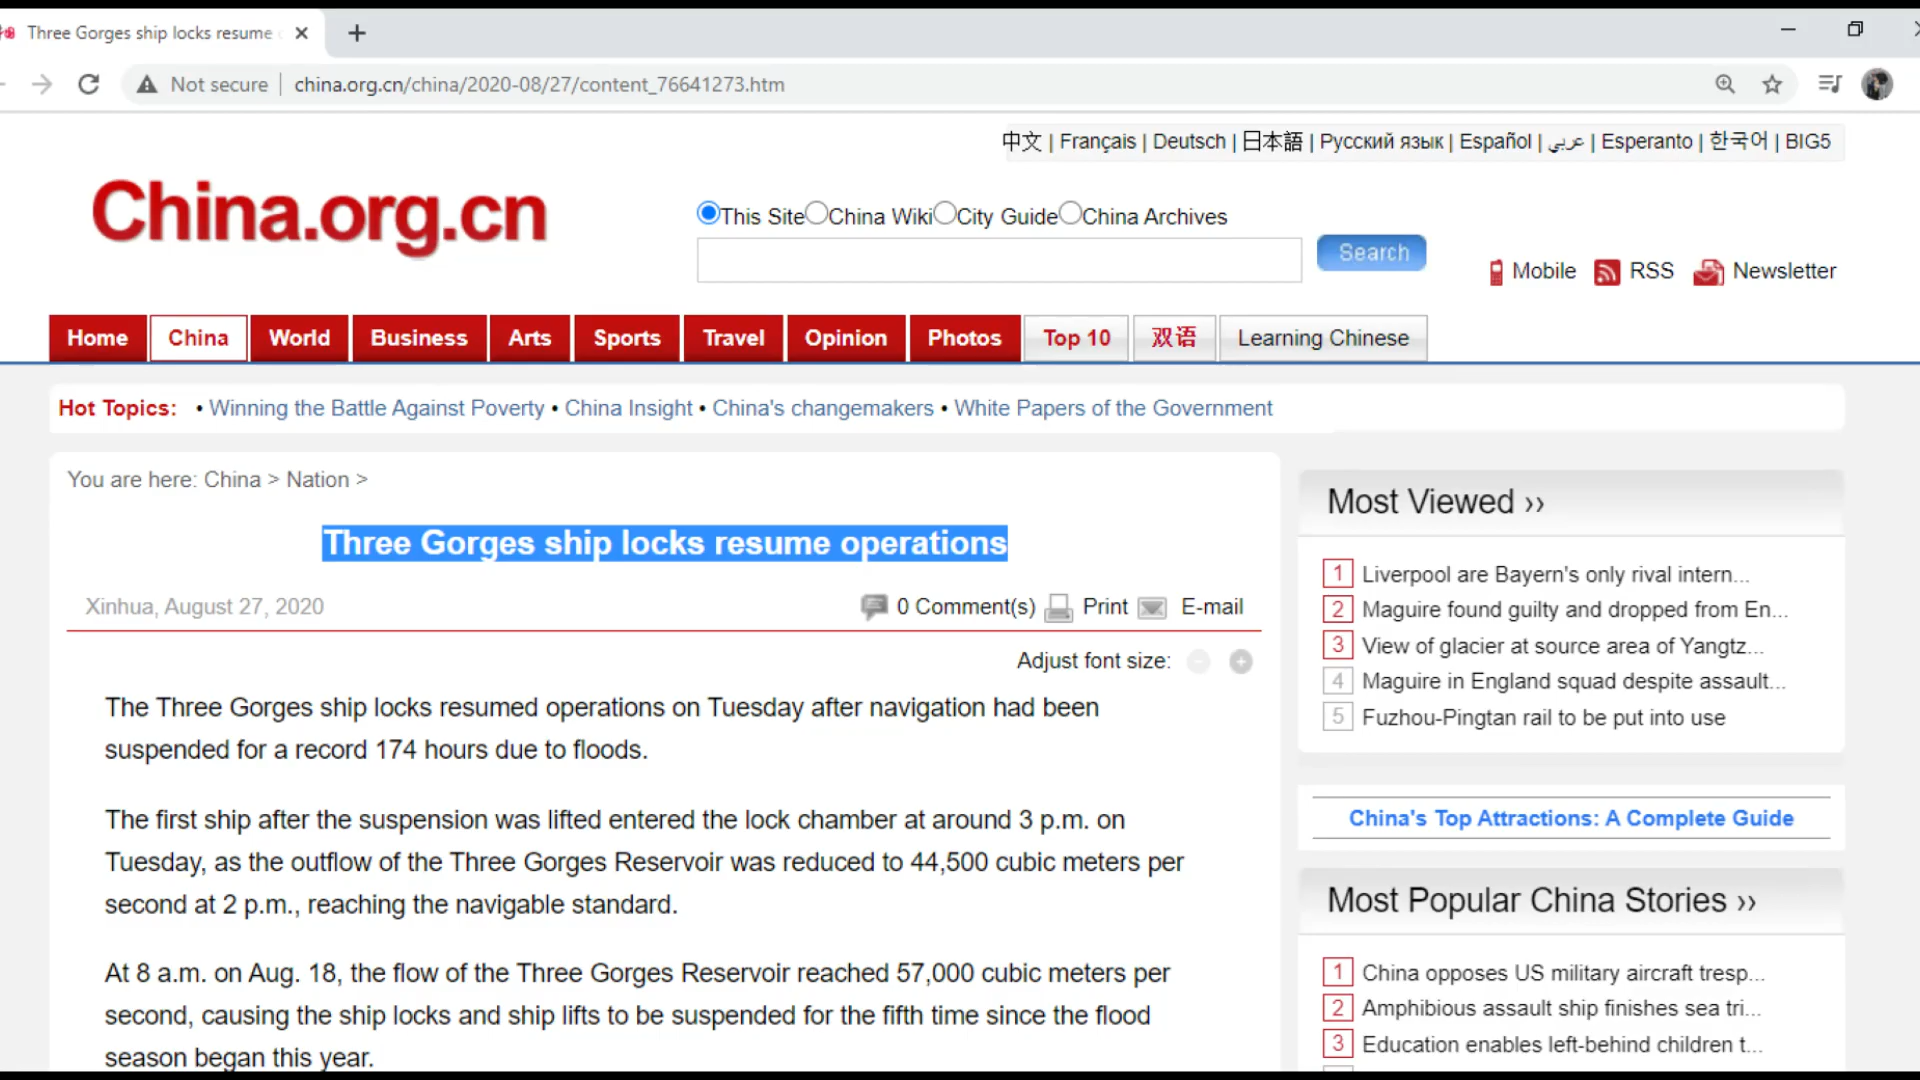 Three Gorges ship locks resume
Not secure | china.org.cn/china/2020-08/27/content_76641273.htm
中文 | Français | Deutsch | 日本語 | Русский язык | Español | عربي | Esperanto | 한국어 | BIG5
China.org.cn
This Site China Wiki City Guide China Archives
Search
Mobile RSS Newsletter
Home China World Business Arts Sports Travel Opinion Photos Top 10 双语 Learning Chinese
Hot Topics: • Winning the Battle Against Poverty • China Insight • China's changemakers • White Papers of the Government
You are here: China > Nation >
Three Gorges ship locks resume operations
Xinhua, August 27, 2020
0 Comment(s) Print E-mail
Adjust font size:
The Three Gorges ship locks resumed operations on Tuesday after navigation had been
suspended for a record 174 hours due to floods.
The first ship after the suspension was lifted entered the lock chamber at around 3 p.m. on
Tuesday, as the outflow of the Three Gorges Reservoir was reduced to 44,500 cubic meters per
second at 2 p.m., reaching the navigable standard.
At 8 a.m. on Aug. 18, the flow of the Three Gorges Reservoir reached 57,000 cubic meters per
second, causing the ship locks and ship lifts to be suspended for the fifth time since the flood
season began this year.
Most Viewed ››
1 Liverpool are Bayern's only rival intern...
2 Maguire found guilty and dropped from En...
3 View of glacier at source area of Yangtz...
4 Maguire in England squad despite assault...
5 Fuzhou-Pingtan rail to be put into use
China's Top Attractions: A Complete Guide
Most Popular China Stories ››
1 China opposes US military aircraft tresp...
2 Amphibious assault ship finishes sea tri...
3 Education enables left-behind children t...